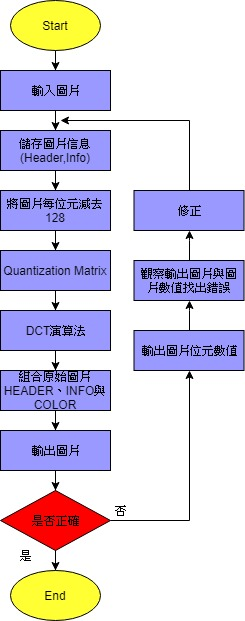 Start
輸入圖片
儲存圖片信息
(Header,Info)
將圖片每位元減去
128
Quantization Matrix
DCT演算法
組合原始圖片
HEADER、INFO與
COLOR
輸出圖片
是否正確
是
End
否
輸出圖片位元數值
觀察輸出圖片與圖
片數值找出錯誤
修正